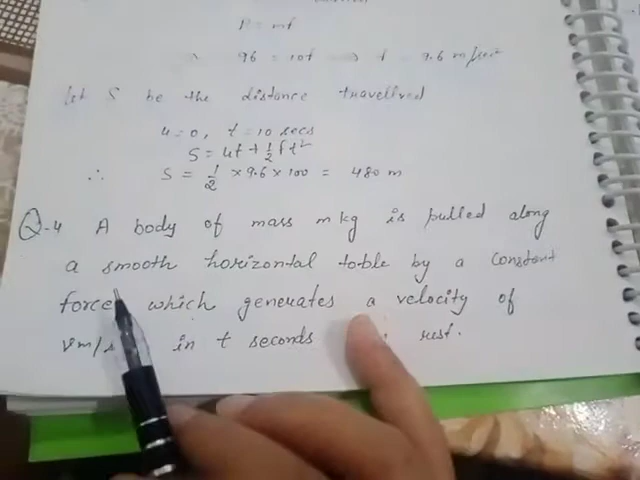 P = mf
∴ 96 = 10f ⇒ f = 9.6 m/sec²
Let S be the distance travelled
u = 0, t = 10 secs
S = ut + 1/2 ft²
∴ S = 1/2 × 9.6 × 100 = 480 m
Q-4 A body of mass m kg is pulled along
a smooth horizontal table by a constant
force which generates a velocity of
v m/s in t seconds rest.